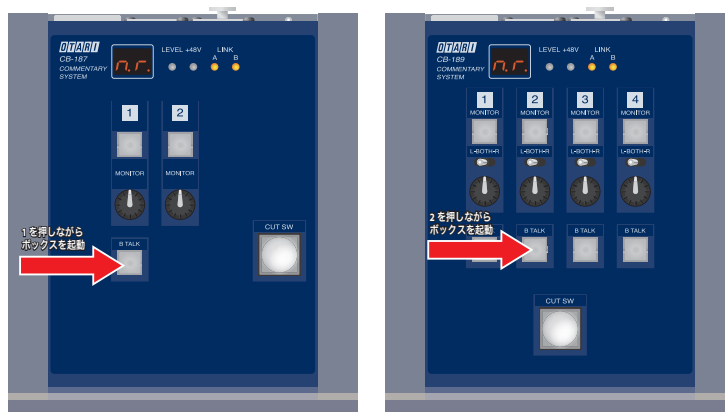 OTARI
CB-187
COMMENTARY
SYSTEM
n.r.
LEVEL +48V LINK
A B
1 2
MONITOR MONITOR
1を押しながら
ボックスを起動
B TALK
CUT SW
OTARI
CB-189
COMMENTARY
SYSTEM
n.r.
LEVEL +48V LINK
A B
1 2 3 4
MONITOR MONITOR MONITOR MONITOR
L-BOTH-R L-BOTH-R L-BOTH-R L-BOTH-R
2を押しながら
ボックスを起動
B TALK B TALK B TALK
CUT SW